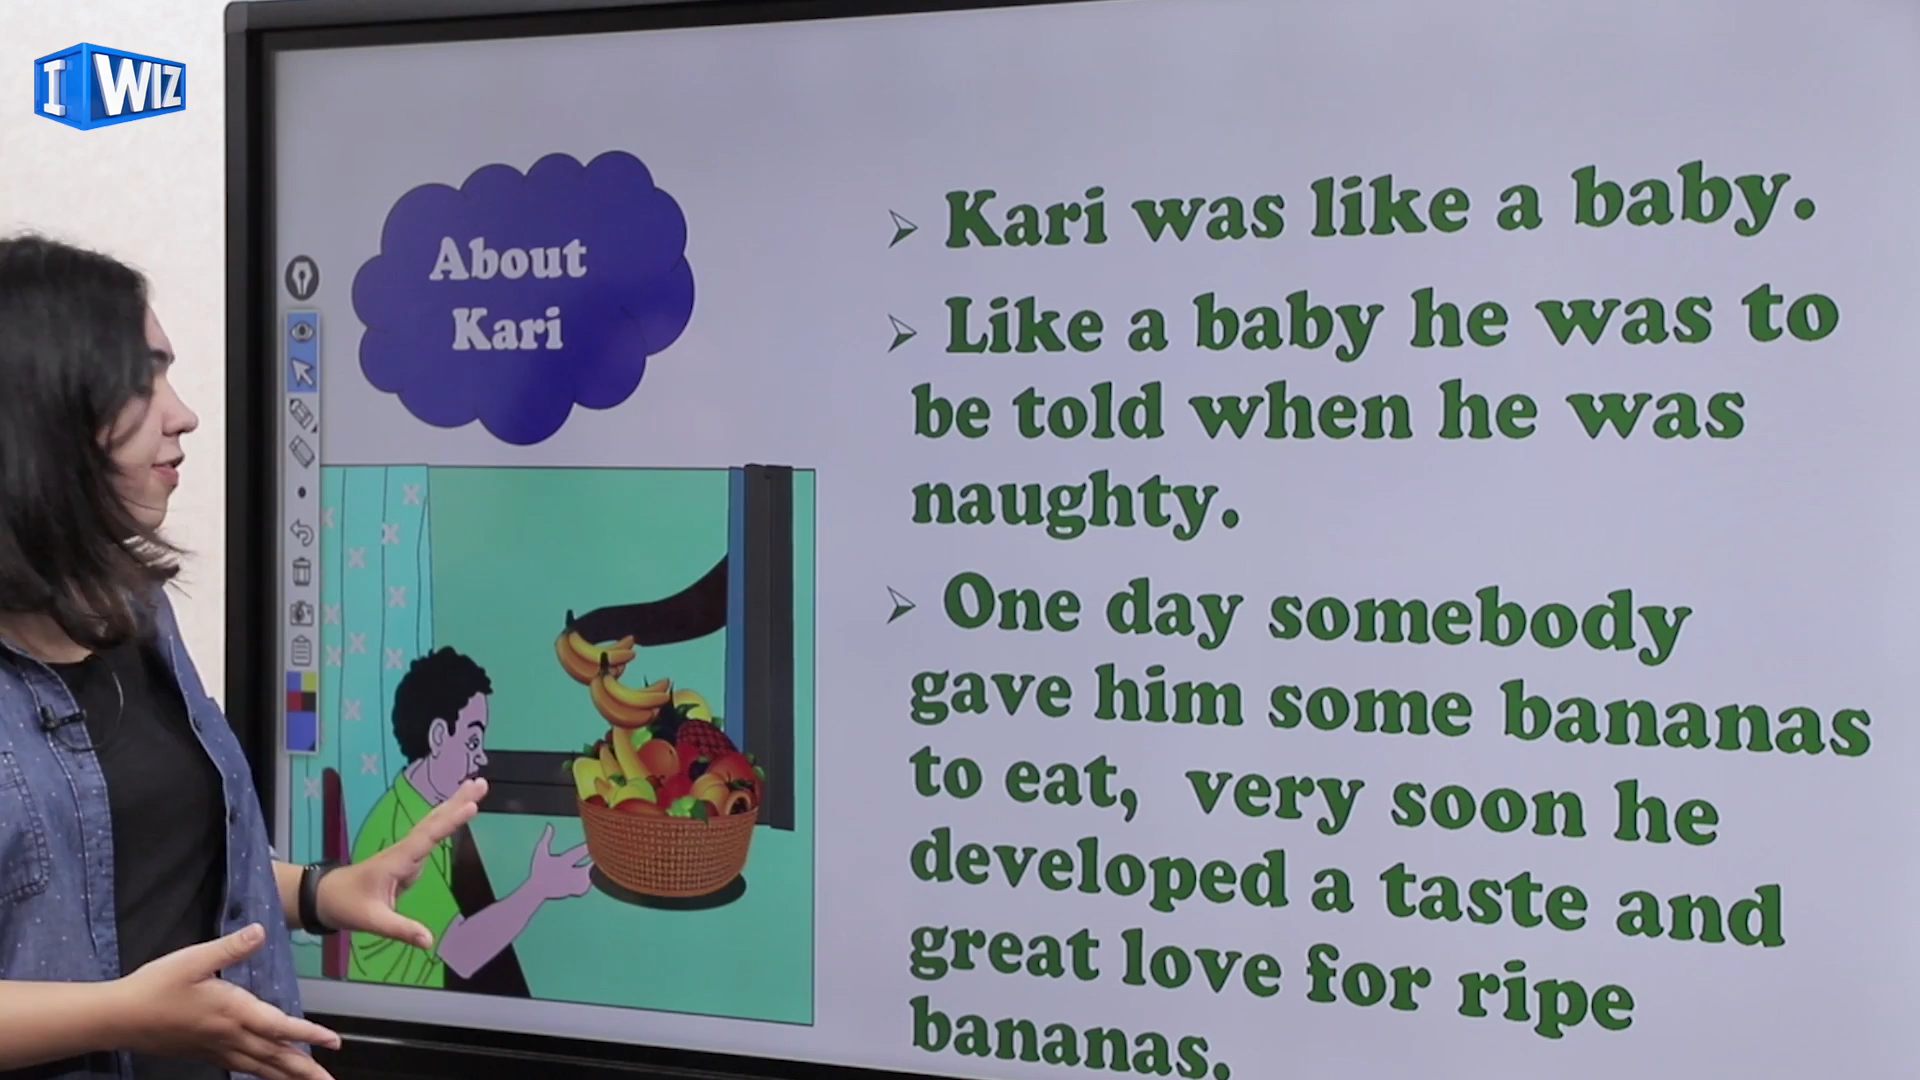 I WIZ
About
Kari
Kari was like a baby.
Like a baby he was to
be told when he was
naughty.
One day somebody
gave him some bananas
to eat, very soon he
developed a taste and
great love for ripe
bananas.